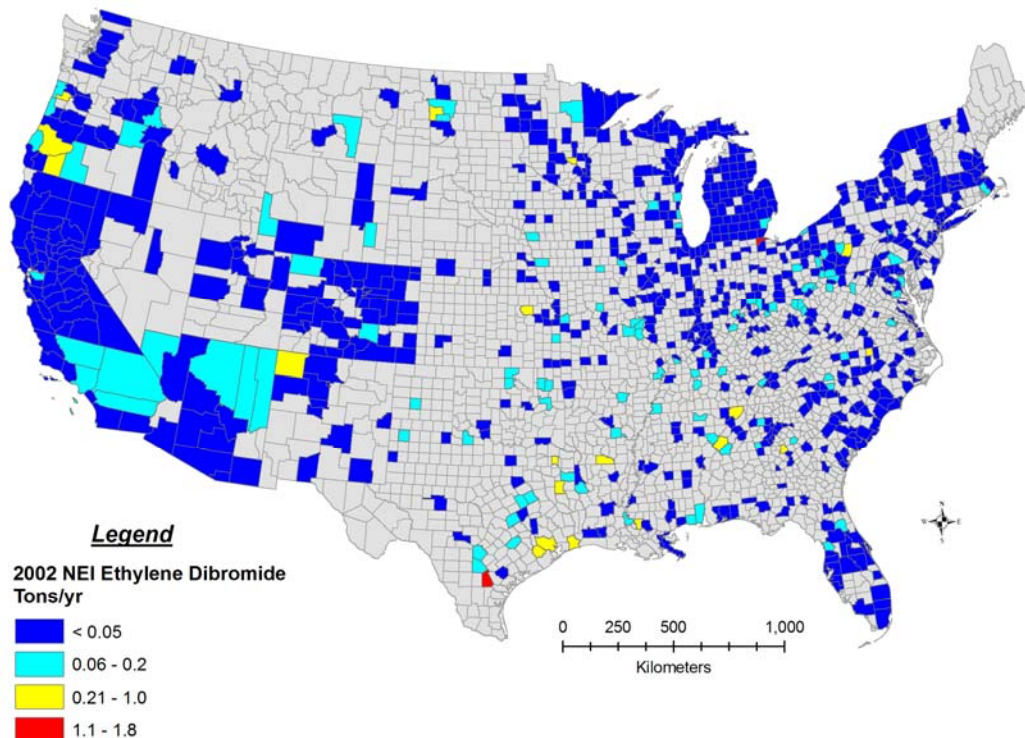 Legend
2002 NEI Ethylene Dibromide
Tons/yr
< 0.05
0.06 - 0.2
0.21 - 1.0
1.1 - 1.8
N
W E
S
0 250 500 1,000
Kilometers